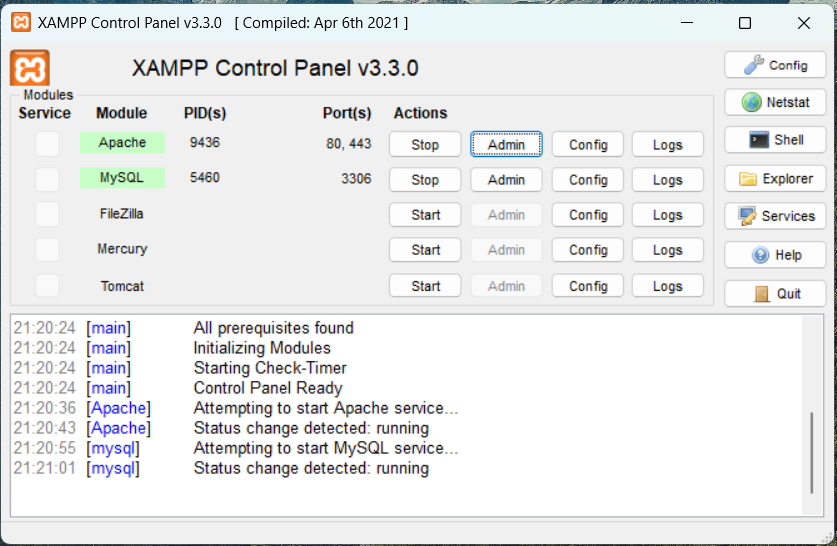 XAMPP Control Panel v3.3.0 [ Compiled: Apr 6th 2021 ]
XAMPP Control Panel v3.3.0
Config
Modules
Service Module PID(s) Port(s) Actions
Netstat
Apache 9436 80, 443 Stop Admin Config Logs
Shell
MySQL 5460 3306 Stop Admin Config Logs
Explorer
FileZilla Start Admin Config Logs
Services
Mercury Start Admin Config Logs
Help
Tomcat Start Admin Config Logs
Quit
21:20:24 [main] All prerequisites found
21:20:24 [main] Initializing Modules
21:20:24 [main] Starting Check-Timer
21:20:24 [main] Control Panel Ready
21:20:36 [Apache] Attempting to start Apache service...
21:20:43 [Apache] Status change detected: running
21:20:55 [mysql] Attempting to start MySQL service...
21:21:01 [mysql] Status change detected: running